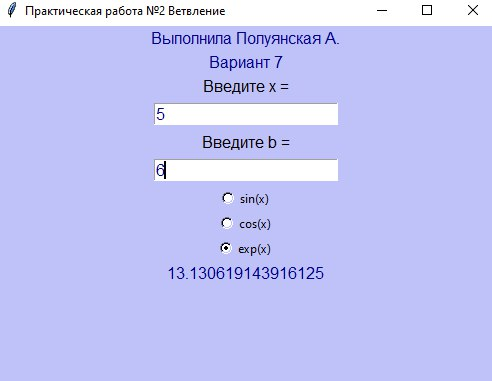 Практическая работа №2 Ветвление
Выполнила Полуянская А.
Вариант 7
Введите x =
5
Введите b =
6
sin(x)
cos(x)
exp(x)
13.130619143916125